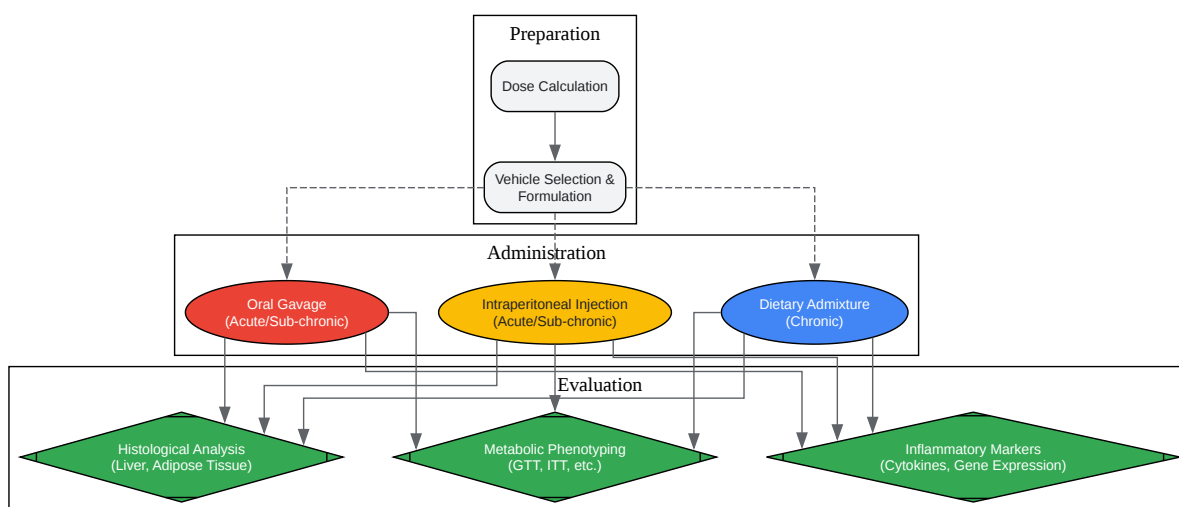 Preparation
Dose Calculation
Vehicle Selection &
Formulation
Administration
Oral Gavage
(Acute/Sub-chronic)
Intraperitoneal Injection
(Acute/Sub-chronic)
Dietary Admixture
(Chronic)
Evaluation
Histological Analysis
(Liver, Adipose Tissue)
Metabolic Phenotyping
(GTT, ITT, etc.)
Inflammatory Markers
(Cytokines, Gene Expression)